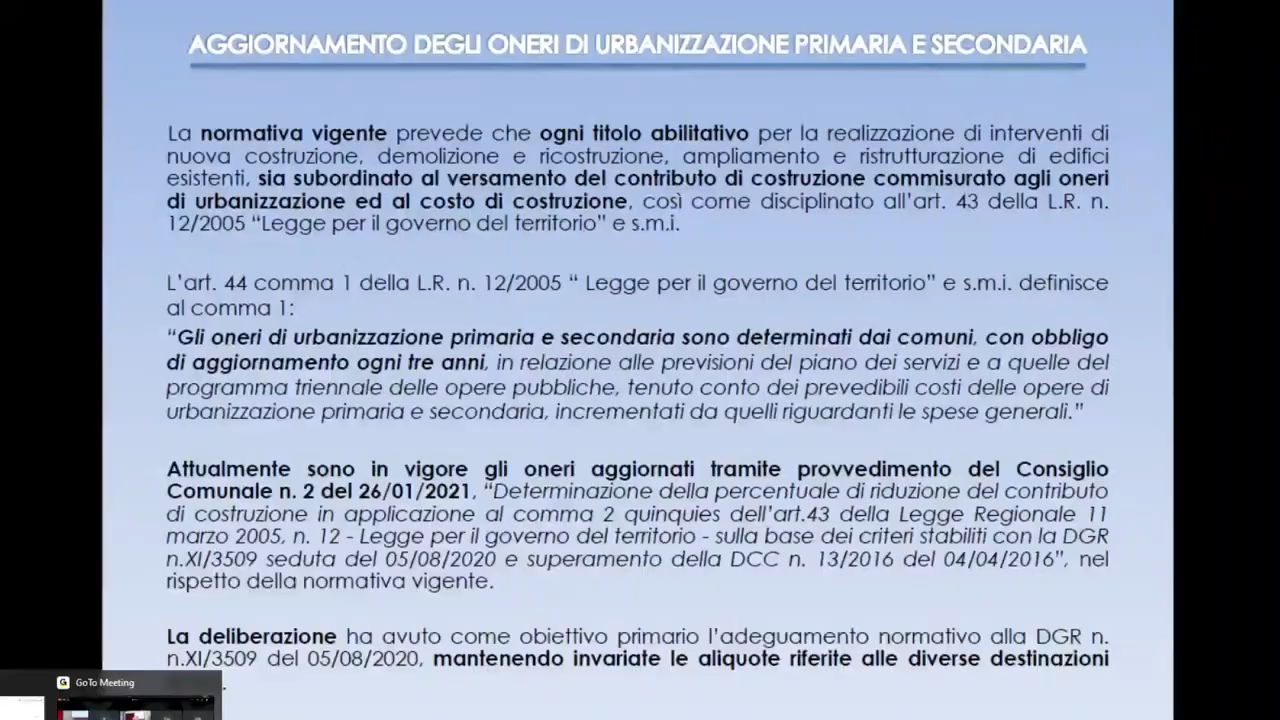 AGGIORNAMENTO DEGLI ONERI DI URBANIZZAZIONE PRIMARIA E SECONDARIA
La normativa vigente prevede che ogni titolo abilitativo per la realizzazione di interventi di
nuova costruzione, demolizione e ricostruzione, ampliamento e ristrutturazione di edifici
esistenti, sia subordinato al versamento del contributo di costruzione commisurato agli oneri
di urbanizzazione ed al costo di costruzione, così come disciplinato all'art. 43 della L.R. n.
12/2005 "Legge per il governo del territorio" e s.m.i.
L'art. 44 comma 1 della L.R. n. 12/2005 " Legge per il governo del territorio" e s.m.i. definisce
al comma 1:
"Gli oneri di urbanizzazione primaria e secondaria sono determinati dai comuni, con obbligo
di aggiornamento ogni tre anni, in relazione alle previsioni del piano dei servizi e a quelle del
programma triennale delle opere pubbliche, tenuto conto dei prevedibili costi delle opere di
urbanizzazione primaria e secondaria, incrementati da quelli riguardanti le spese generali."
Attualmente sono in vigore gli oneri aggiornati tramite provvedimento del Consiglio
Comunale n. 2 del 26/01/2021, "Determinazione della percentuale di riduzione del contributo
di costruzione in applicazione al comma 2 quinquies dell'art.43 della Legge Regionale 11
marzo 2005, n. 12 - Legge per il governo del territorio - sulla base dei criteri stabiliti con la DGR
n.XI/3509 seduta del 05/08/2020 e superamento della DCC n. 13/2016 del 04/04/2016", nel
rispetto della normativa vigente.
La deliberazione ha avuto come obiettivo primario l'adeguamento normativo alla DGR n.
n.XI/3509 del 05/08/2020, mantenendo invariate le aliquote riferite alle diverse destinazioni
GoTo Meeting